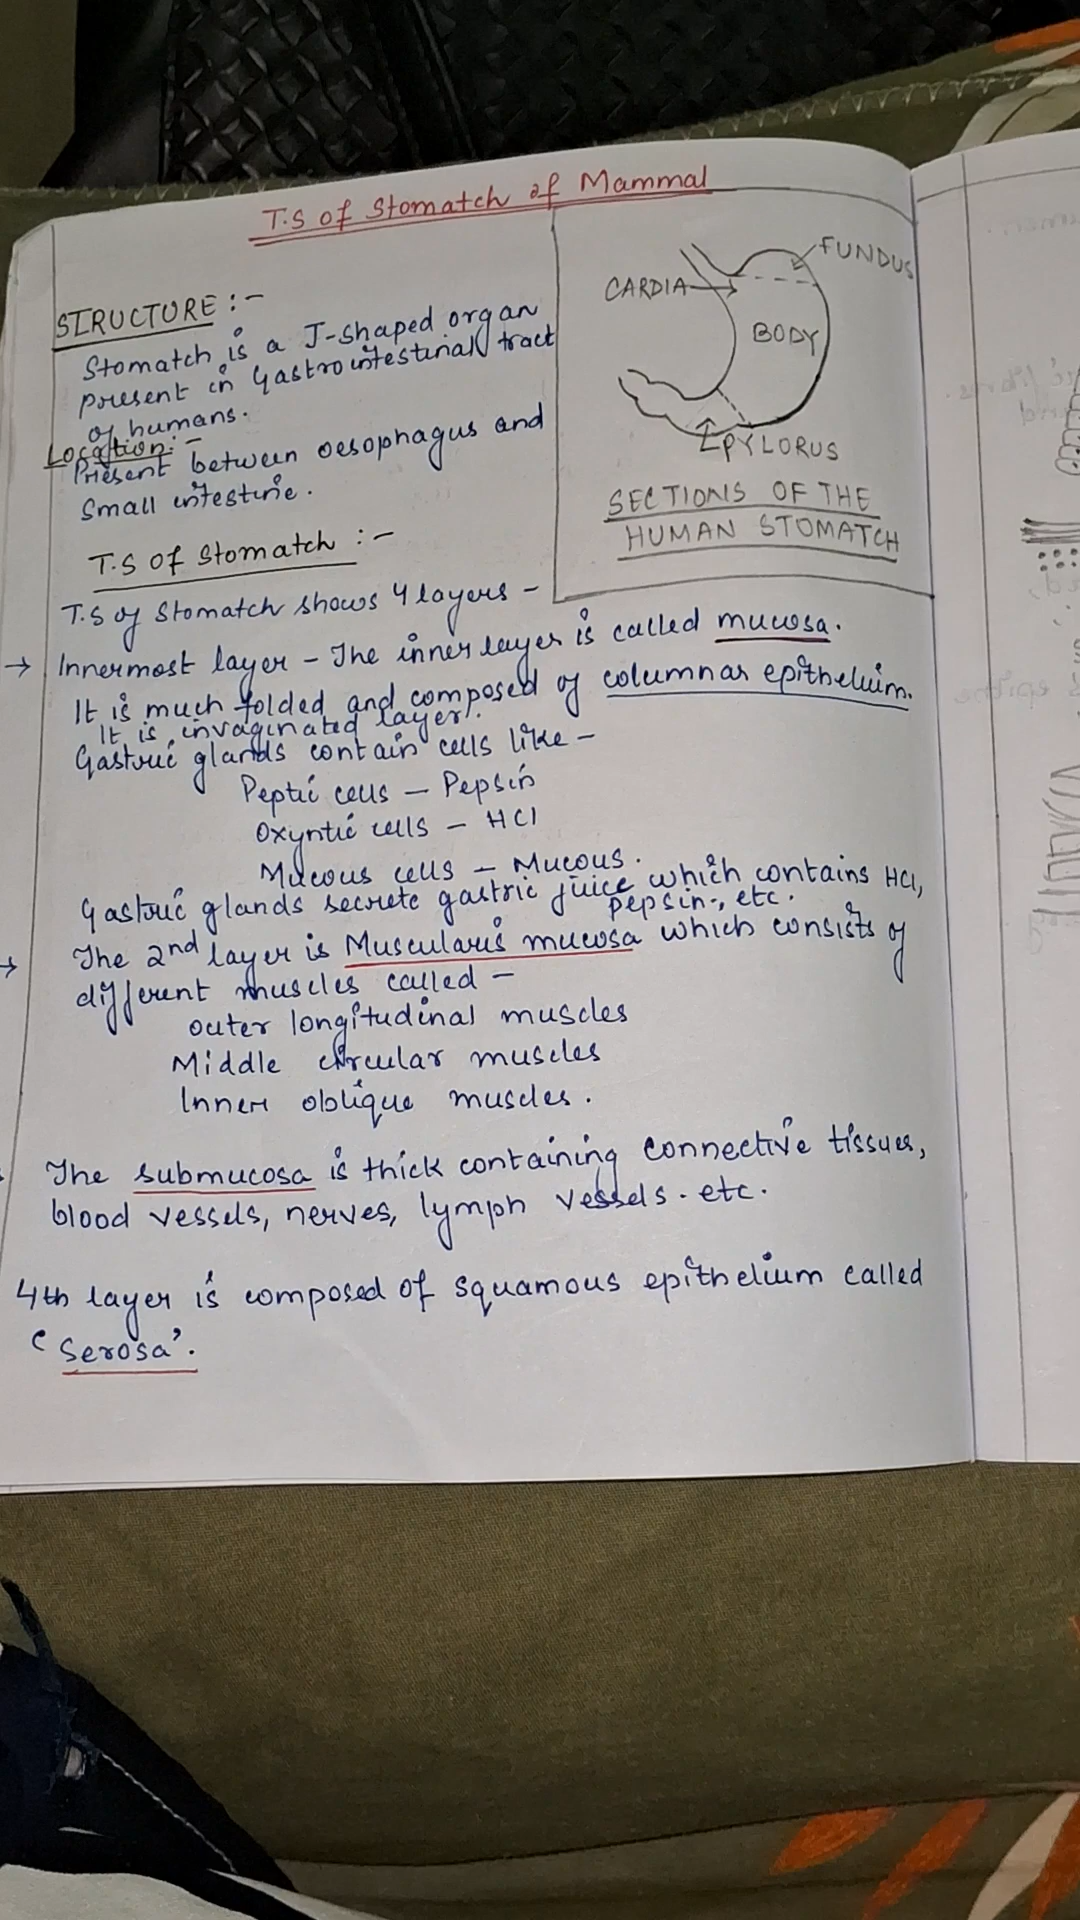 T.S of Stomatch of Mammal
STRUCTURE :-
Stomatch is a J-shaped organ
present in Gastrointestinal tract
of humans.
Location:-
Present between oesophagus and
Small intestine.
FUNDUS
CARDIA
BODY
PYLORUS
SECTIONS OF THE
HUMAN STOMATCH
T.S Of Stomatch :-
T.S of Stomatch shows 4 layers -
→ Innermost layer - The inner layer is called mucosa.
It is much folded and composed of columnar epithelium.
It is invaginated layer.
Gastric glands contain cells like -
Peptic cells - Pepsin
Oxyntic cells - HCl
Mucous cells - Mucous.
Gastric glands secrete gastric juice which contains HCl,
pepsin, etc.
→ The 2nd layer is Muscularis mucosa which consists of
different muscles called -
outer longitudinal muscles
Middle circular muscles
Inner oblique muscles.
The submucosa is thick containing connective tissues,
blood vessels, nerves, lymph vessels. etc.
4th layer is composed of squamous epithelium called
'Serosa'.